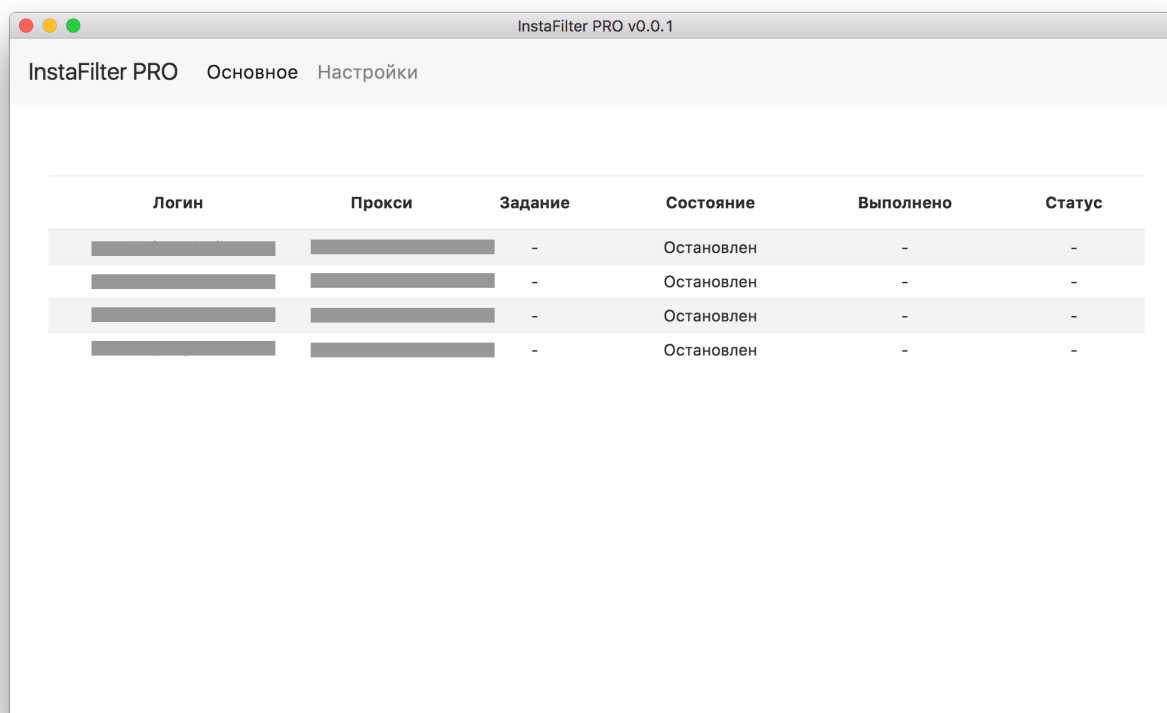 InstaFilter PRO v0.0.1
InstaFilter PRO Основное Настройки
Логин Прокси Задание Состояние Выполнено Статус
- Остановлен - -
- Остановлен - -
- Остановлен - -
- Остановлен - -